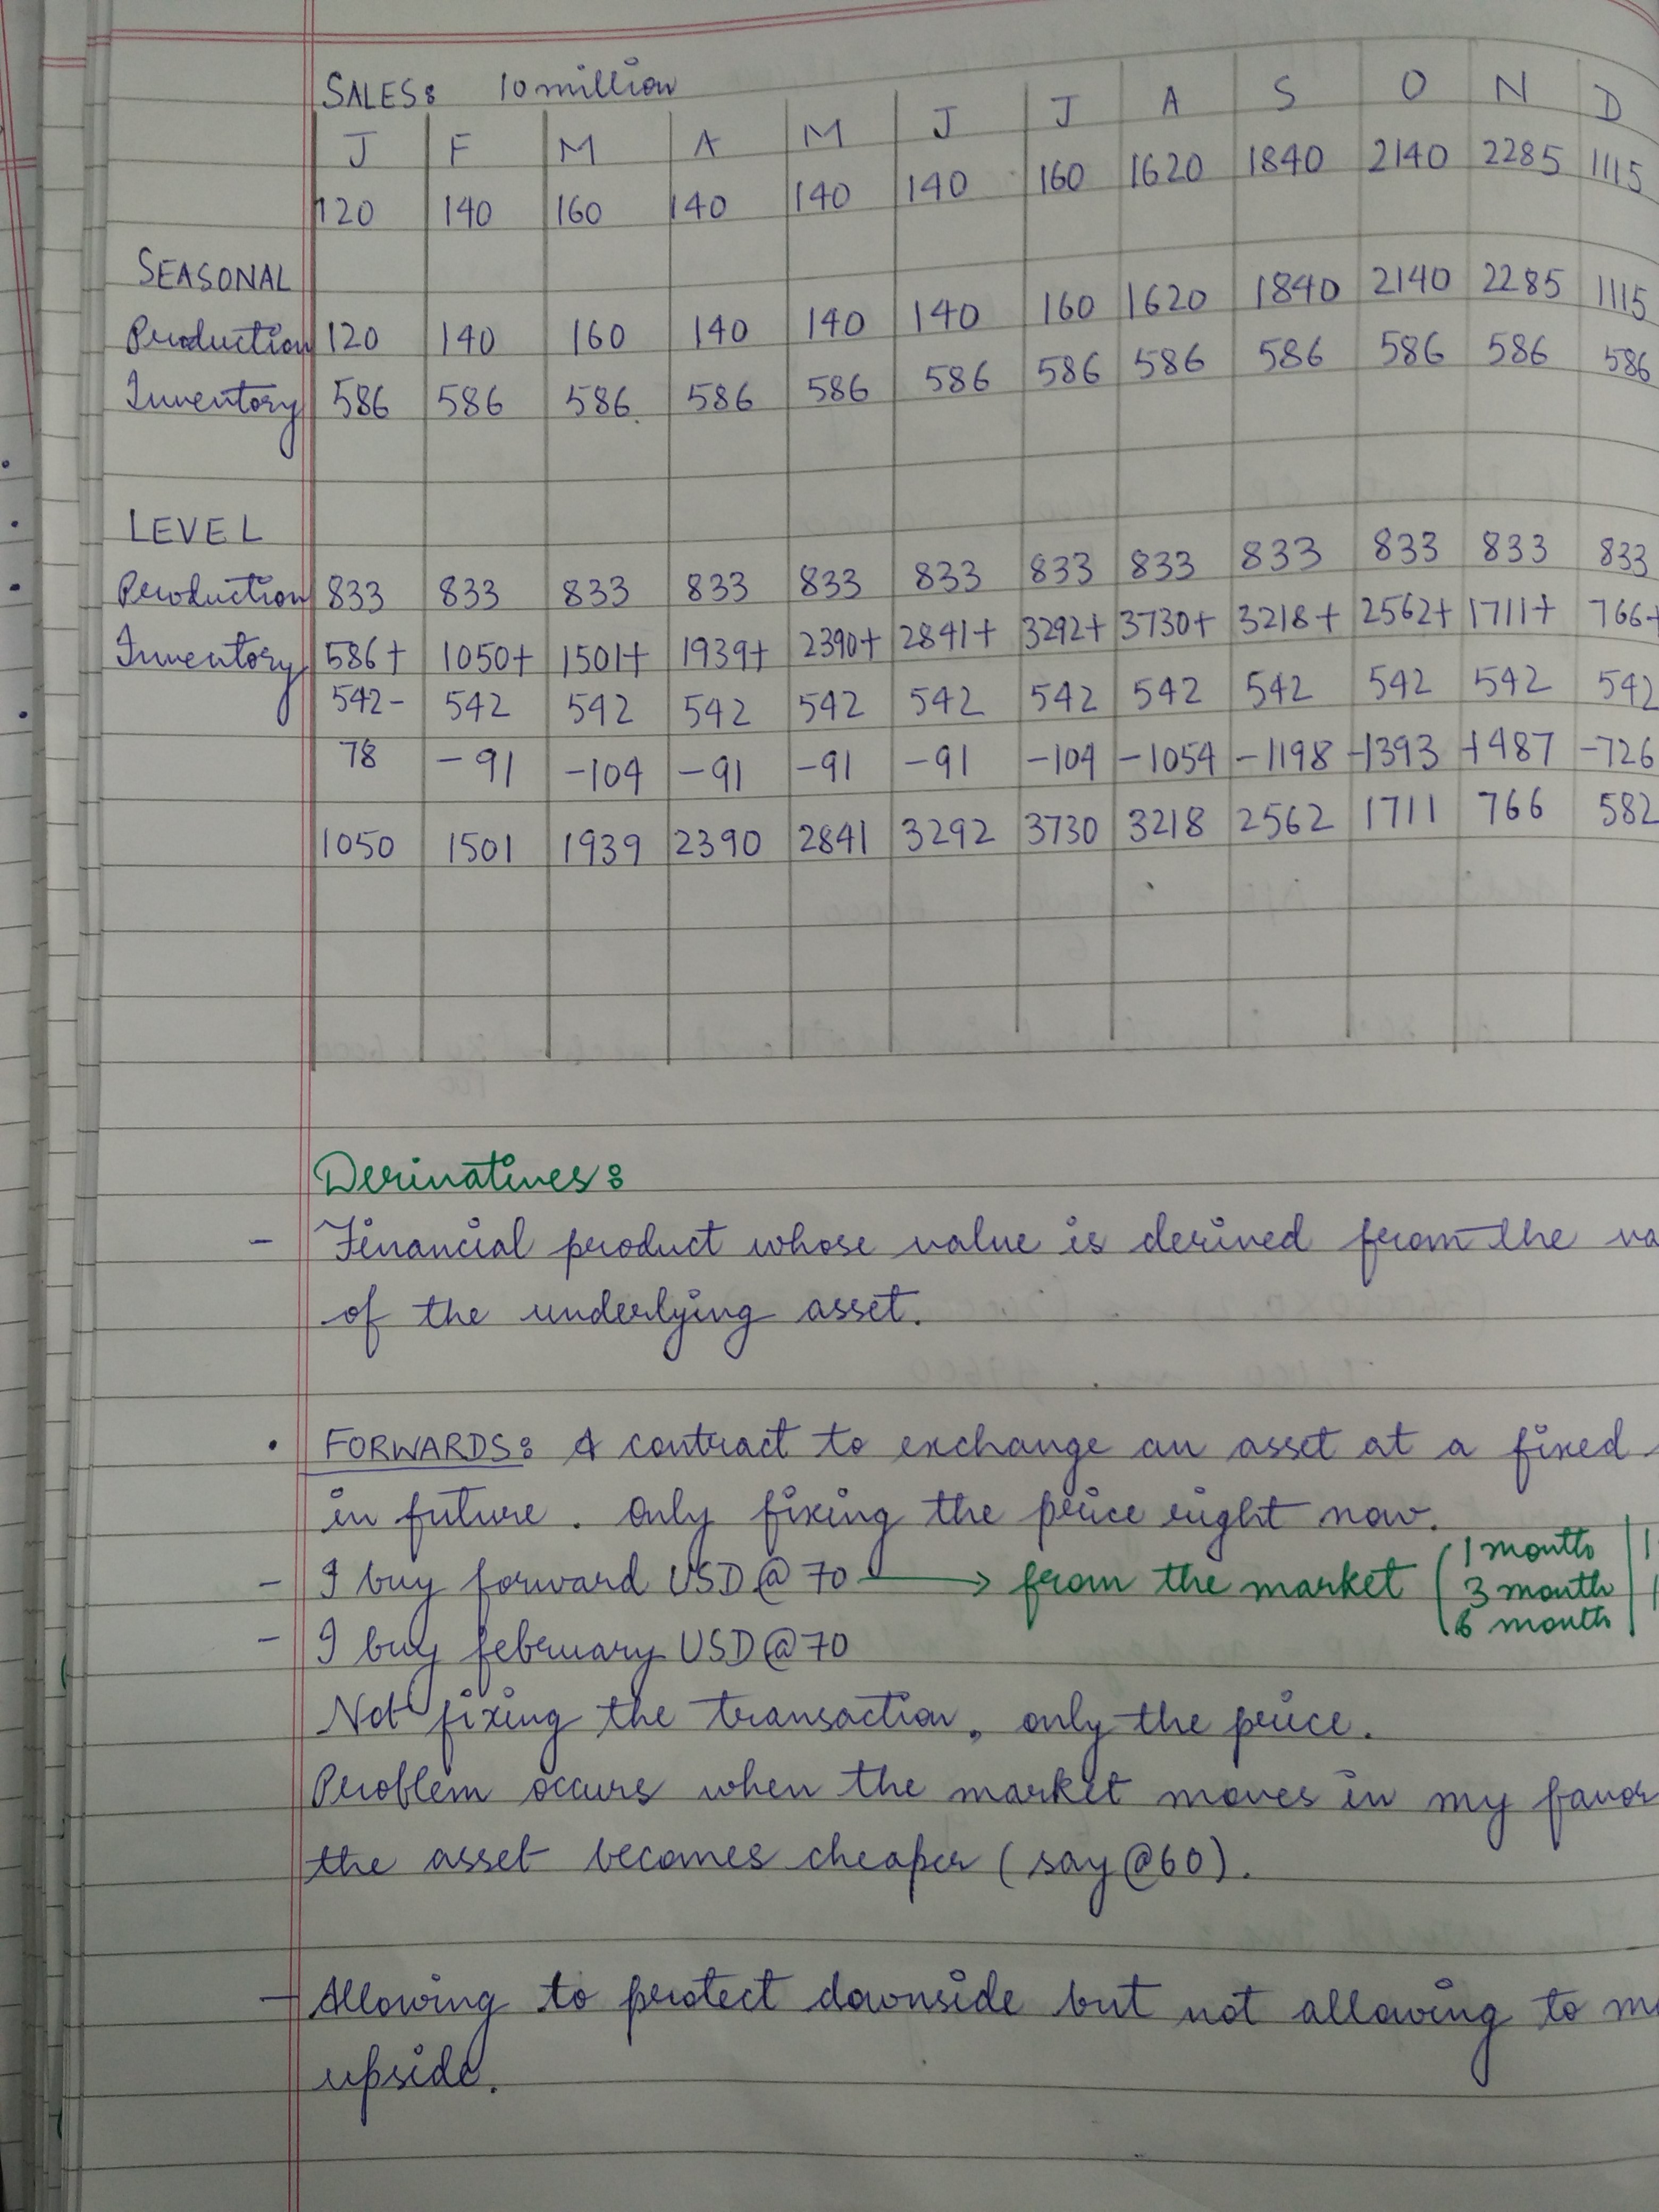 SALES: 10 million
J F M A M J J A S O N D
120 140 160 140 140 140 160 1620 1840 2140 2285 1115
SEASONAL
Production 120 140 160 140 140 140 160 1620 1840 2140 2285 1115
Inventory 586 586 586 586 586 586 586 586 586 586 586 586
LEVEL
Production 833 833 833 833 833 833 833 833 833 833 833 833
Inventory 586+ 1050+ 1501+ 1939+ 2390+ 2841+ 3292+ 3730+ 3218+ 2562+ 1711+ 766+
542- 542 542 542 542 542 542 542 542 542 542 542
78 -91 -104 -91 -91 -91 -104 -1054 -1198 -1393 -1487 -726
1050 1501 1939 2390 2841 3292 3730 3218 2562 1711 766 582
Derivatives:
- Financial product whose value is derived from the
of the underlying asset.
• FORWARDS: A contract to exchange an asset at a fixed
in future. only fixing the price right now.
- I buy forward USD@70 → from the market (1 month
3 month
6 month
- I buy february USD@70
Not fixing the transaction, only the price.
Problem occurs when the market moves in my favor
the asset becomes cheaper (say @60).
- Allowing to protect downside but not allowing to
upside.